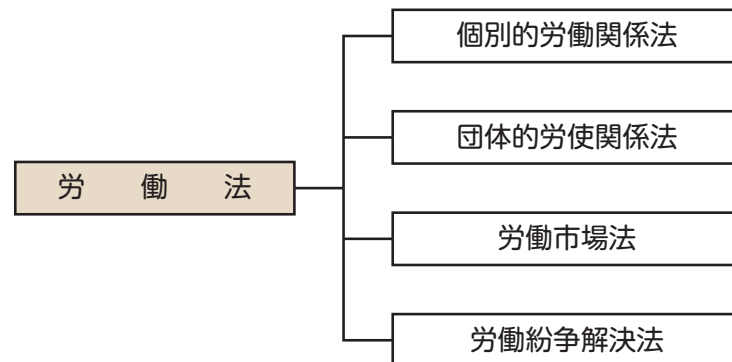 個別的労働関係法
団体的労使関係法
労働法
労働市場法
労働紛争解決法